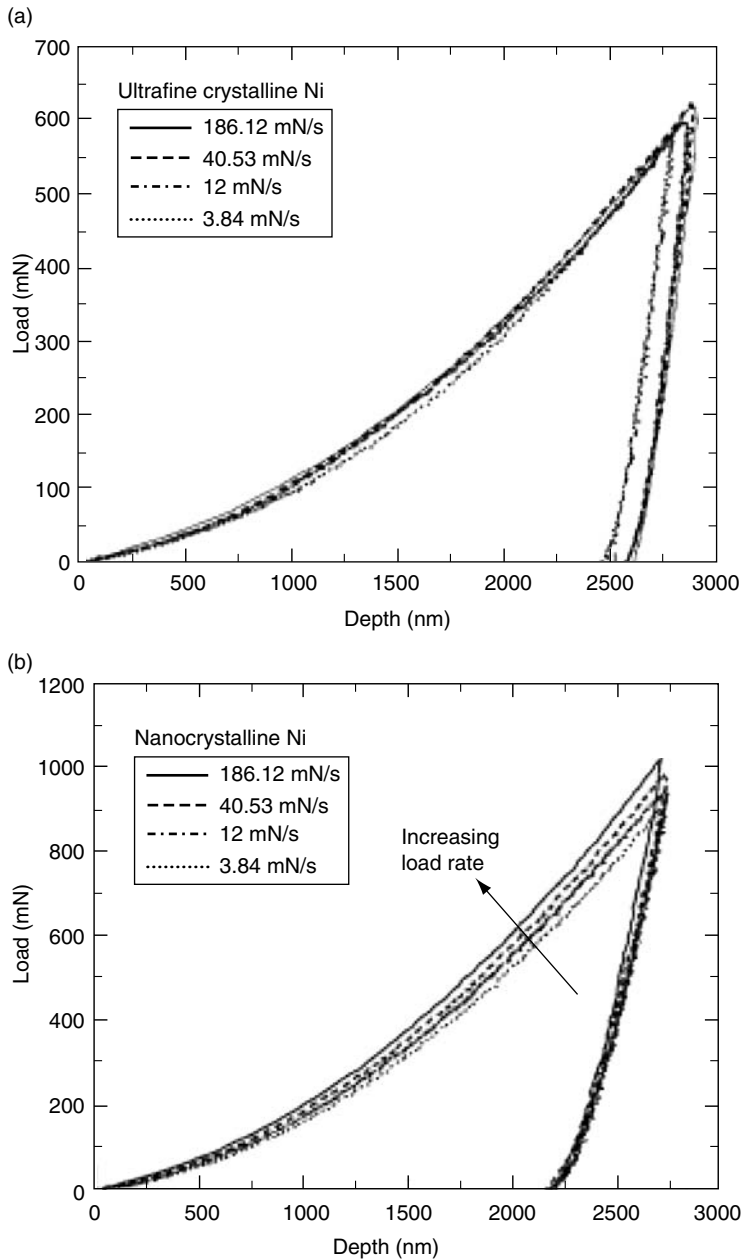 (a)
700
600
500
400
300
200
100
0
Load (mN)
Ultrafine crystalline Ni
186.12 mN/s
40.53 mN/s
12 mN/s
3.84 mN/s
0 500 1000 1500 2000 2500 3000
Depth (nm)
(b)
1200
1000
800
600
400
200
0
Load (mN)
Nanocrystalline Ni
186.12 mN/s
40.53 mN/s
12 mN/s
3.84 mN/s
Increasing
load rate
0 500 1000 1500 2000 2500 3000
Depth (nm)